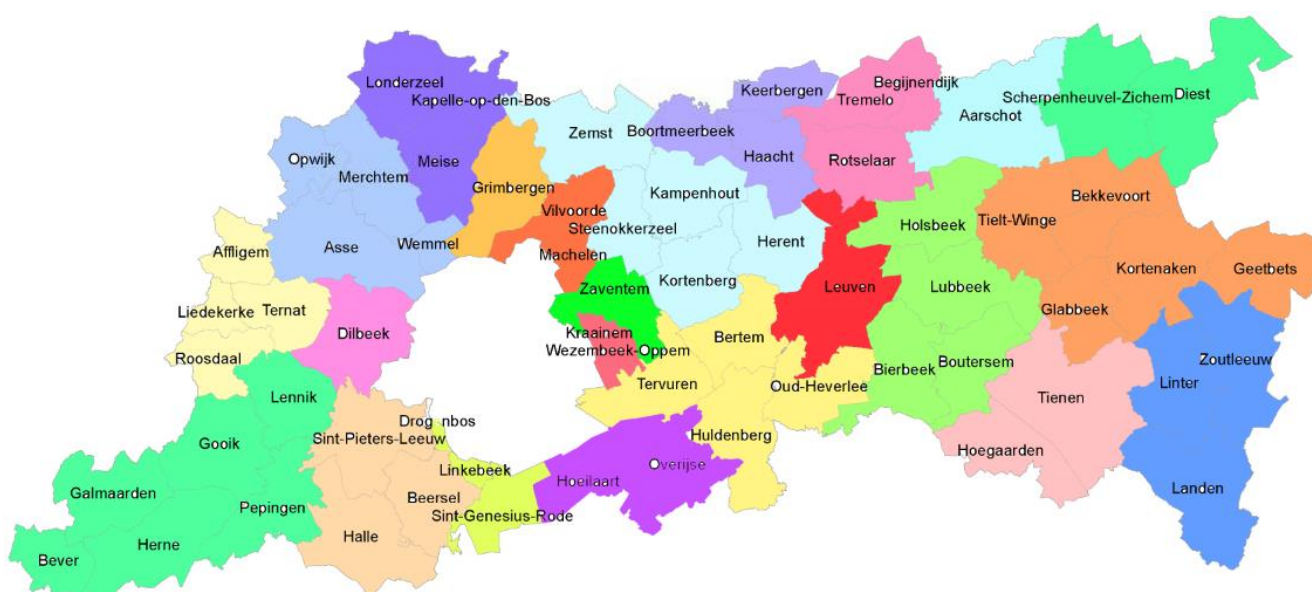 Londerzeel
Kapelle-op-den-Bos
Keerbergen
Begijnendijk
Tremelo
Scherpenheuvel-Zichem
Diest
Zemst
Boortmeerbeek
Aarschot
Opwijk
Merchtem
Meise
Haacht
Rotselaar
Grimbergen
Kampenhout
Bekkevoort
Vilvoorde
Steenokkerzeel
Holsbeek
Tielt-Winge
Affligem
Asse
Wemmel
Machelen
Herent
Kortenberg
Kortenaken
Geetbets
Zaventem
Leuven
Lubbeek
Liedekerke
Ternat
Glabbeek
Dilbeek
Kraainem
Bertem
Wezembeek-Oppem
Roosdaal
Bierbeek
Boutersem
Zoutleeuw
Tervuren
Oud-Heverlee
Linter
Lennik
Tienen
Drog nbos
Gooik
Sint-Pieters-Leeuw
Huldenberg
Hoegaarden
Linkebeek
Hoeilaart
Overijse
Galmaarden
Beersel
Landen
Pepingen
Sint-Genesius-Rode
Halle
Herne
Bever